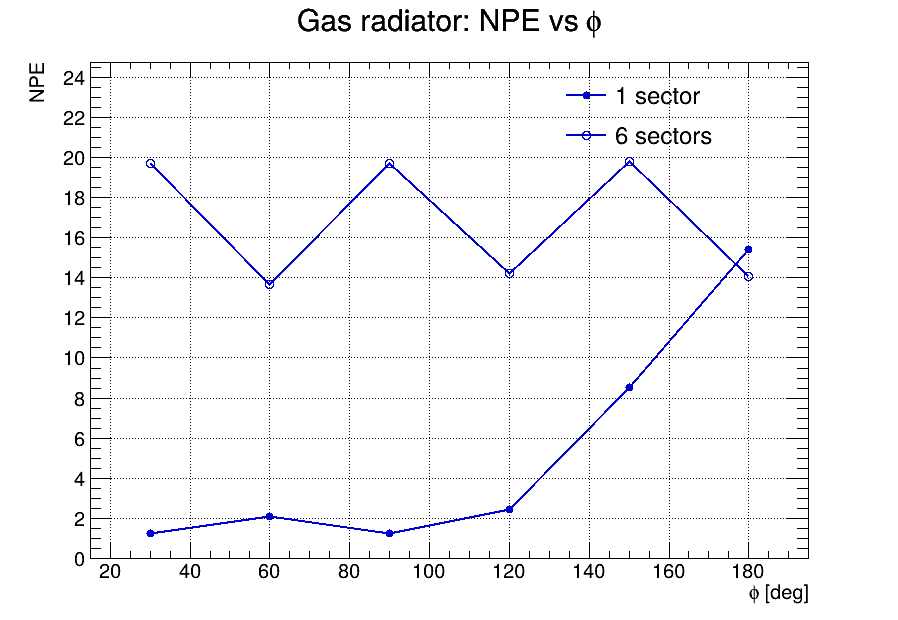 Gas radiator: NPE vs ϕ
NPE
1 sector
6 sectors
24
22
20
18
16
14
12
10
8
6
4
2
0
20 40 60 80 100 120 140 160 180
ϕ [deg]